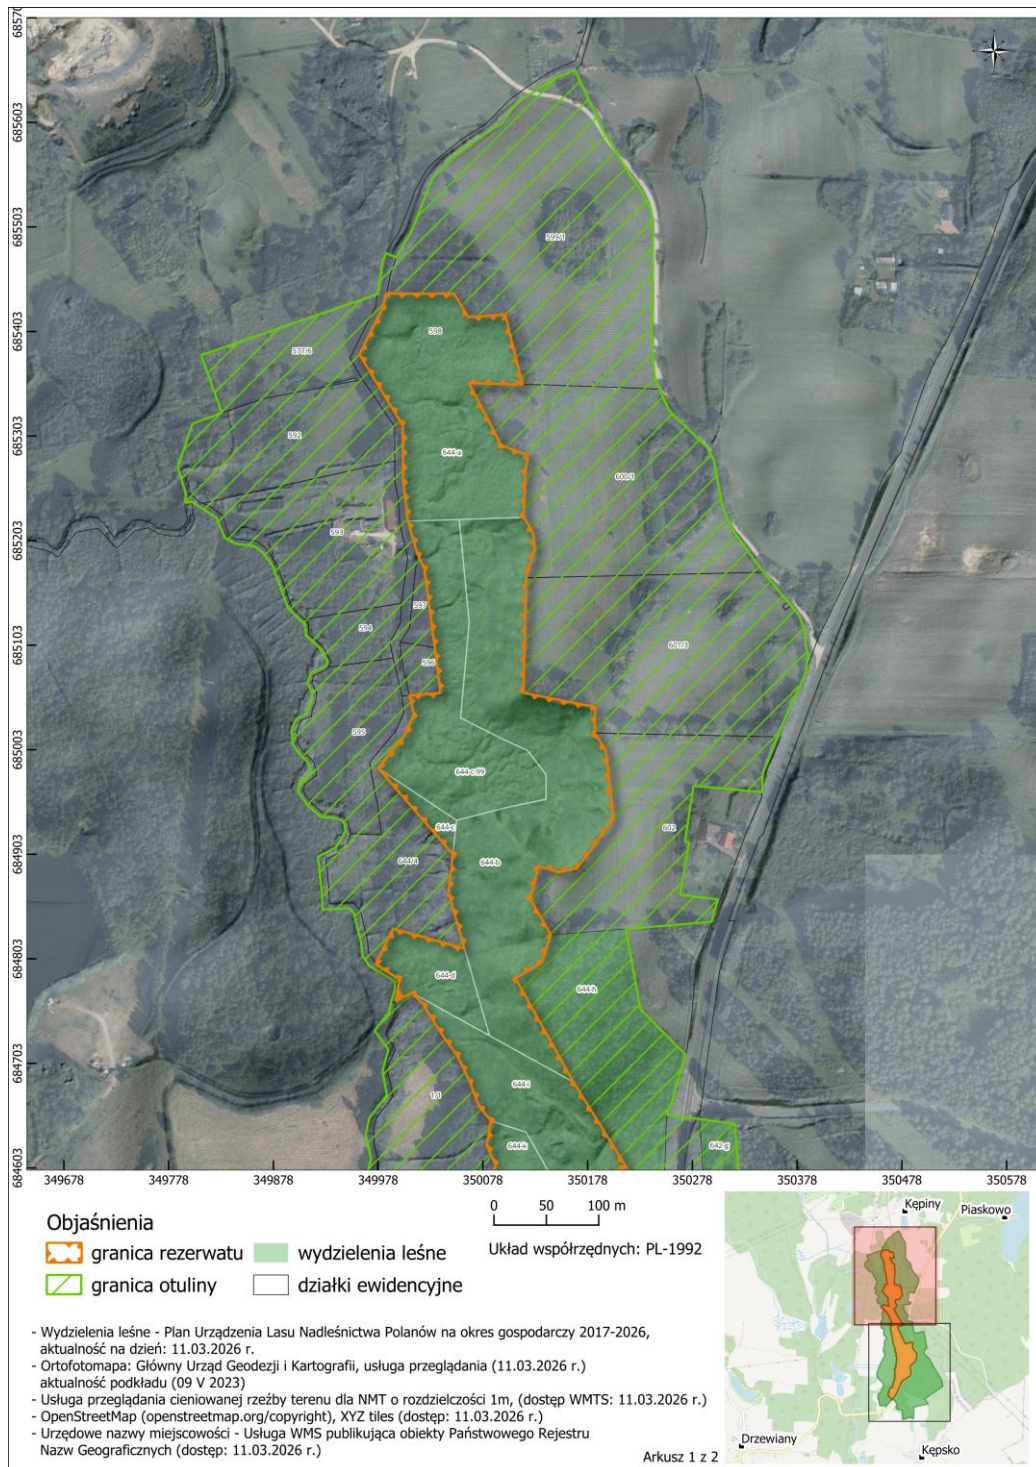 68570
685603
685503
685403
685303
685203
685103
685003
684903
684803
684703
684603
599/1
598
577/6
592
644-a
600/1
593
597
594
601/3
596
595
644-c-99
644-c
602
644/4
644-b
644-d
644-h
644-i
1/1
644-k
642-g
349678 349778 349878 349978 350078 350178 350278 350378 350478 350578
Objaśnienia
granica rezerwatu wydzielenia leśne
granica otuliny działki ewidencyjne
0 50 100 m
Układ współrzędnych: PL-1992
- Wydzielenia leśne - Plan Urządzenia Lasu Nadleśnictwa Polanów na okres gospodarczy 2017-2026,
aktualność na dzień: 11.03.2026 r.
- Ortofotomapa: Główny Urząd Geodezji i Kartografii, usługa przeglądania (11.03.2026 r.)
aktualność podkładu (09 V 2023)
- Usługa przeglądania cieniowanej rzeźby terenu dla NMT o rozdzielczości 1m, (dostęp WMTS: 11.03.2026 r.)
- OpenStreetMap (openstreetmap.org/copyright), XYZ tiles (dostęp: 11.03.2026 r.)
- Urzędowe nazwy miejscowości - Usługa WMS publikująca obiekty Państwowego Rejestru
Nazw Geograficznych (dostęp: 11.03.2026 r.)
Arkusz 1 z 2
Kępiny
Piaskowo
Drzewiany
Kępsko